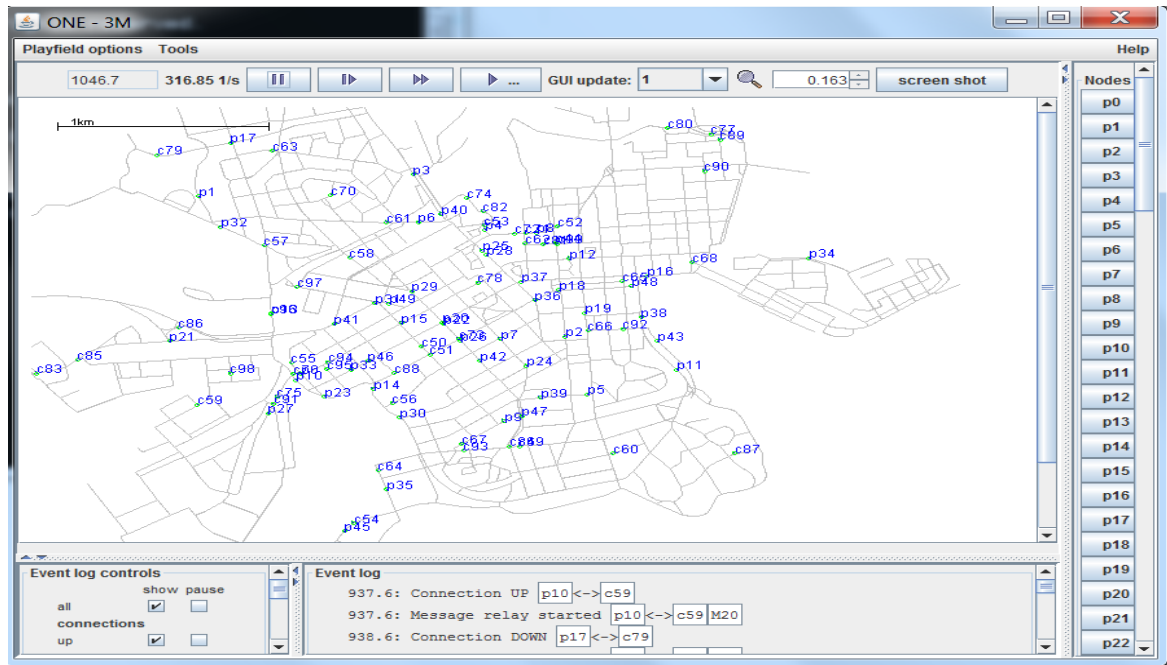 ONE - 3M
Playfield options Tools Help
1046.7 316.85 1/s ... GUI update: 1 0.163 screen shot
1km
c80
c77
c89
p17
c63
c79
c90
p3
p1
c70
c74
p40
c82
c61
p6
c53
p4
p32
c52
c57
p25
p28
c58
p12
c68
p34
c65
p16
p48
c78
p37
c97
p29
p18
p36
p49
p19
p38
p41
p15
p22
c86
p21
p7
p2
c66
c92
p43
c50
c51
p26
c85
c83
c98
c55
c94
c95
p33
p46
c88
p42
p24
p11
p10
p14
c59
c75
c91
p27
p23
c56
p30
p39
p5
p9
p47
c67
c93
c60
c87
c64
p35
c54
p45
Nodes
p0
p1
p2
p3
p4
p5
p6
p7
p8
p9
p10
p11
p12
p13
p14
p15
p16
p17
p18
p19
p20
p21
p22
Event log controls
show pause
all
connections
up
Event log
937.6: Connection UP p10<->c59
937.6: Message relay started p10<->c59 M20
938.6: Connection DOWN p17<->c79